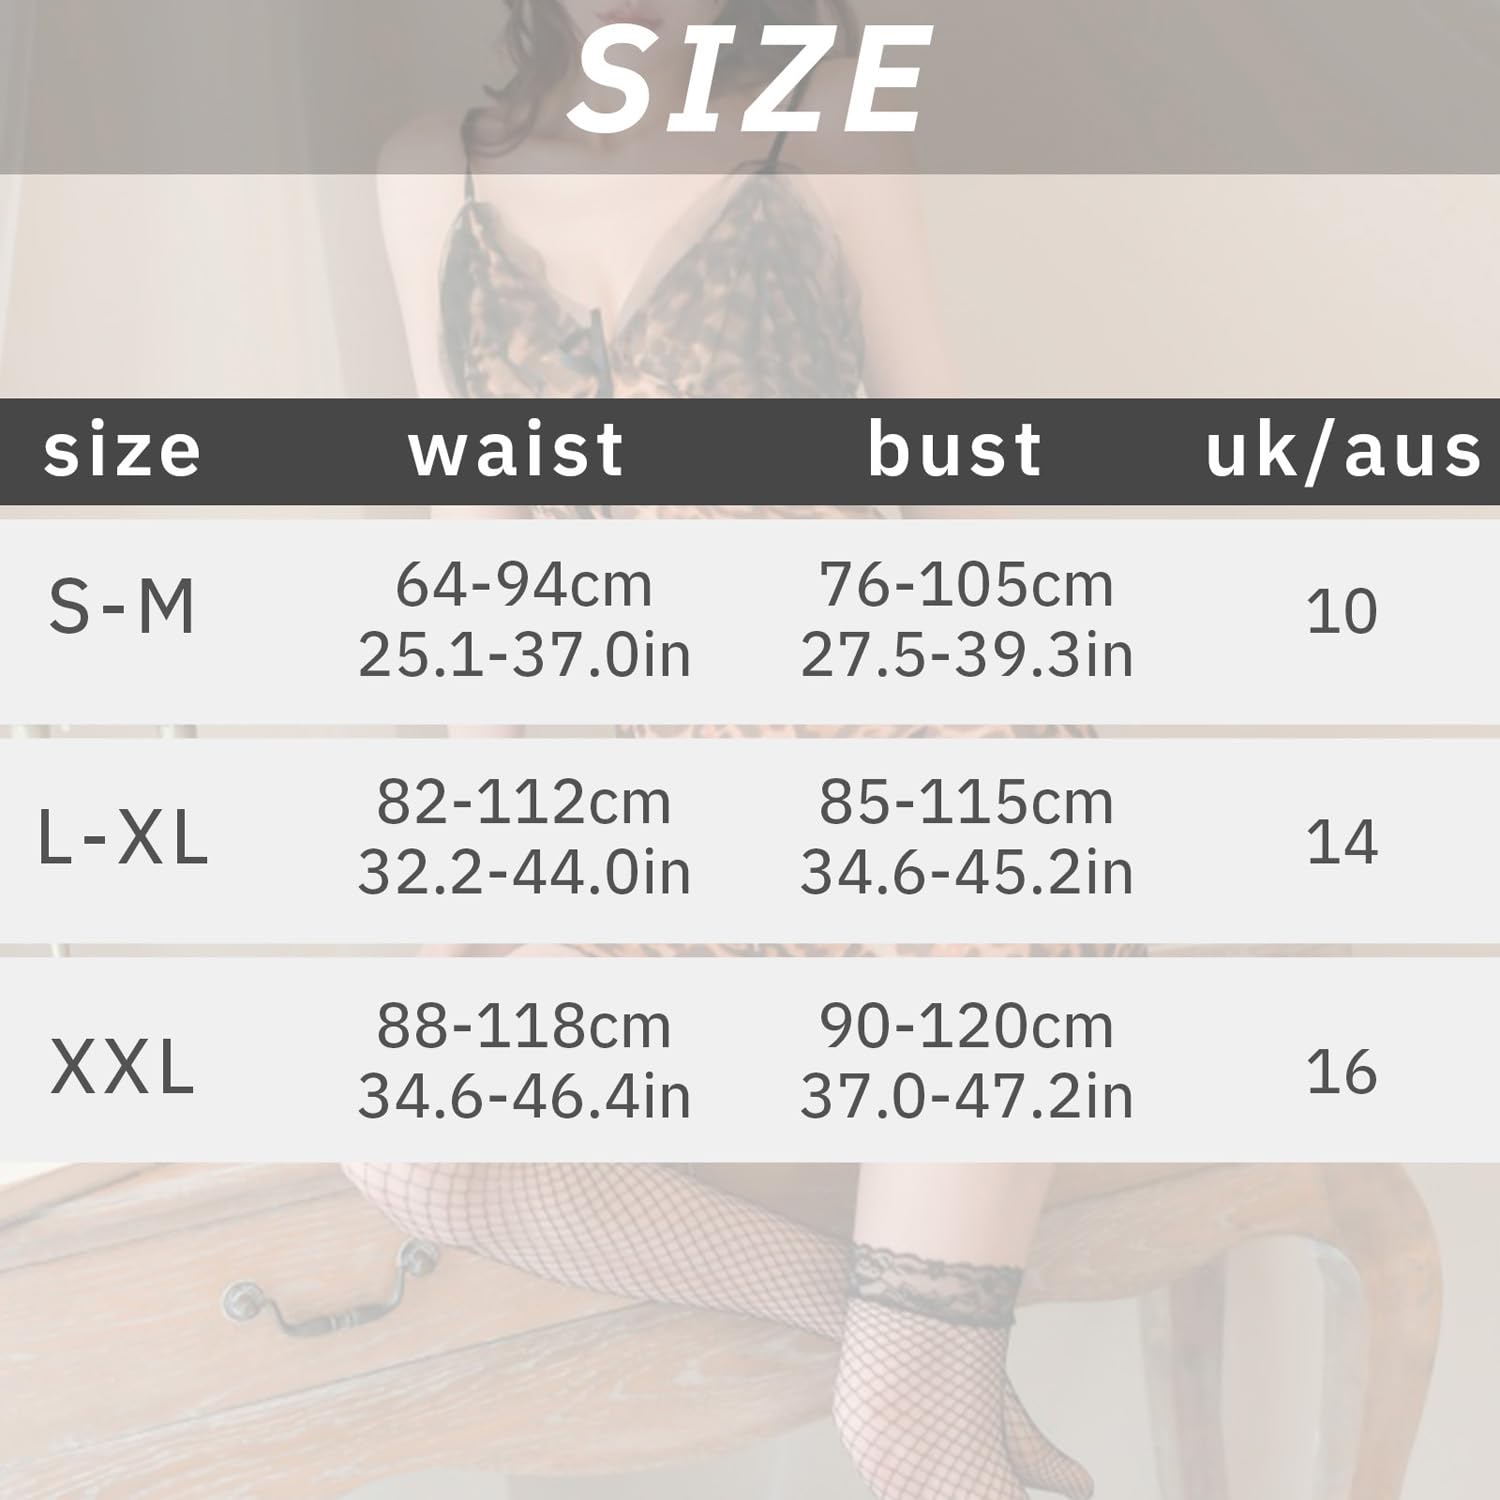 SIZE
size waist bust uk/aus
S-M 64-94cm 76-105cm 10
25.1-37.0in 27.5-39.3in
L-XL 82-112cm 85-115cm 14
32.2-44.0in 34.6-45.2in
XXL 88-118cm 90-120cm 16
34.6-46.4in 37.0-47.2in